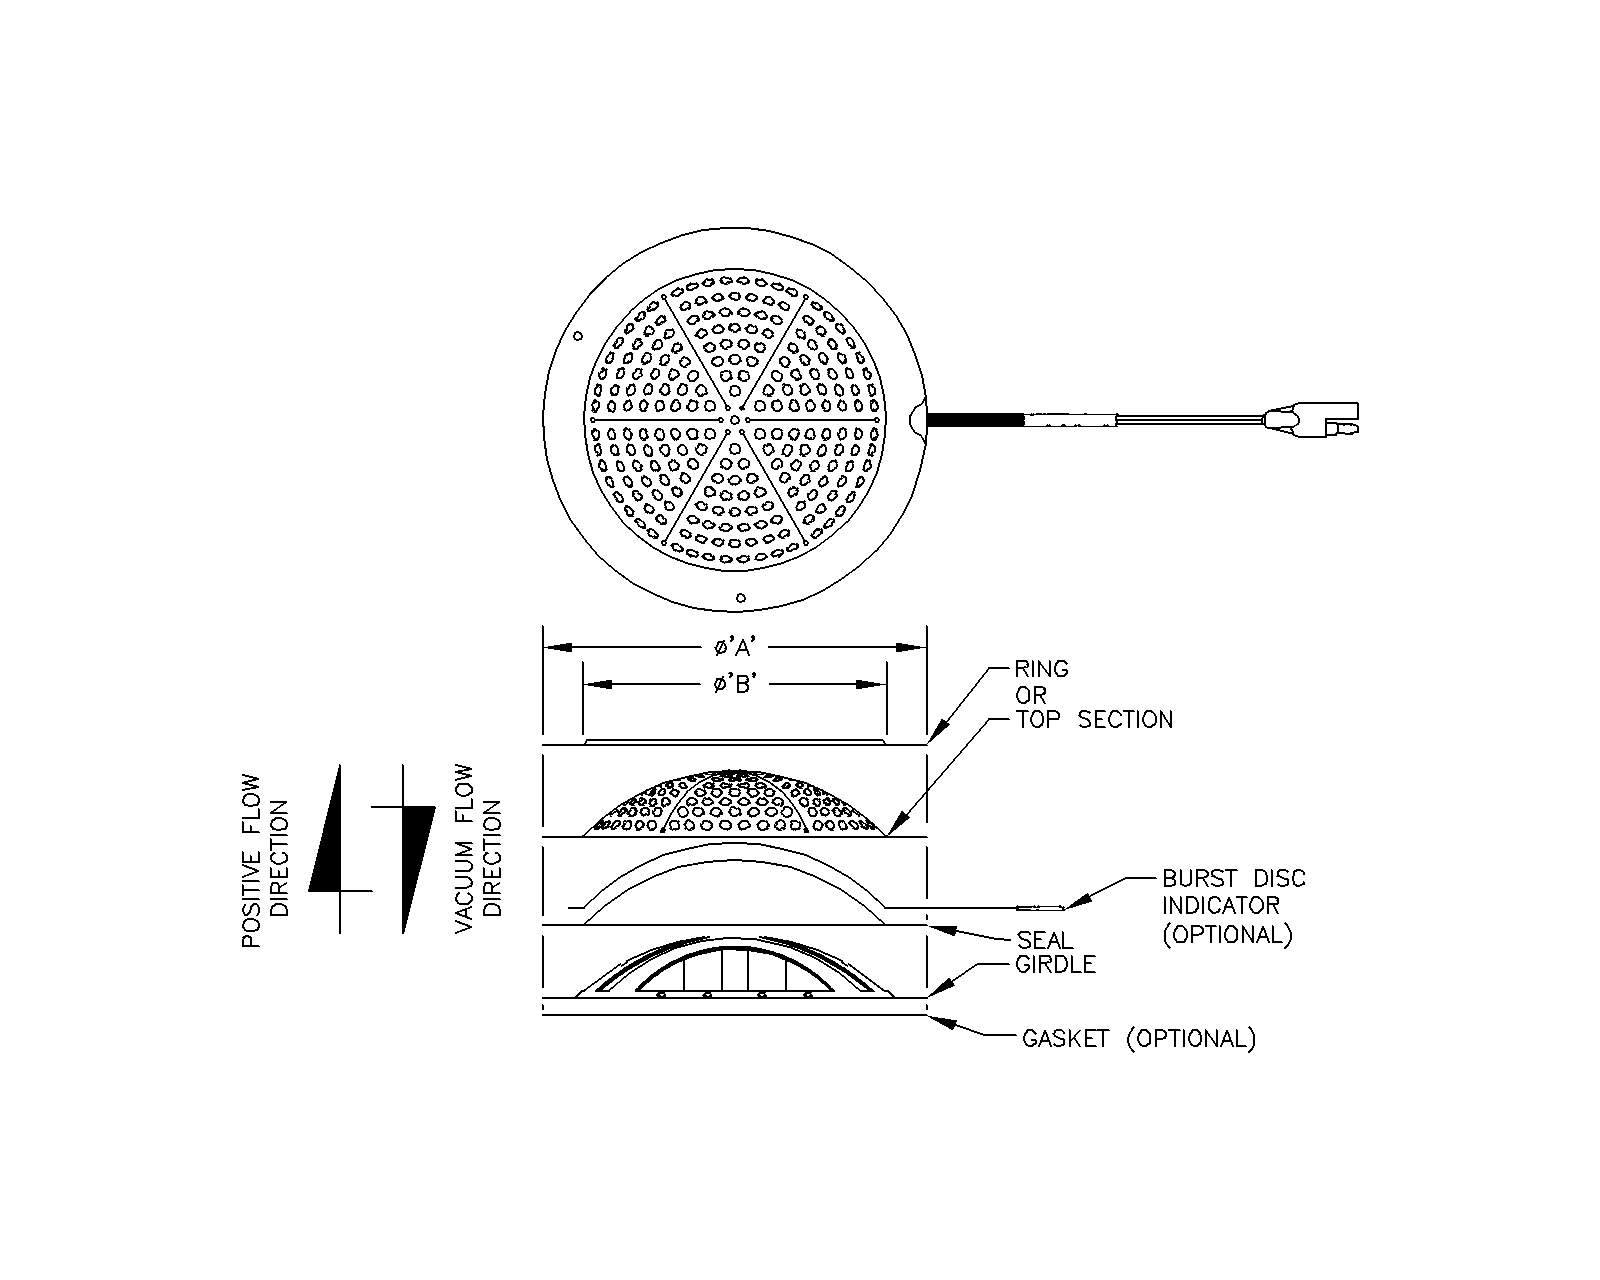 ø'A'
ø'B'
RING
OR
TOP SECTION
POSITIVE FLOW
DIRECTION
VACUUM FLOW
DIRECTION
BURST DISC
INDICATOR
(OPTIONAL)
SEAL
GIRDLE
GASKET (OPTIONAL)